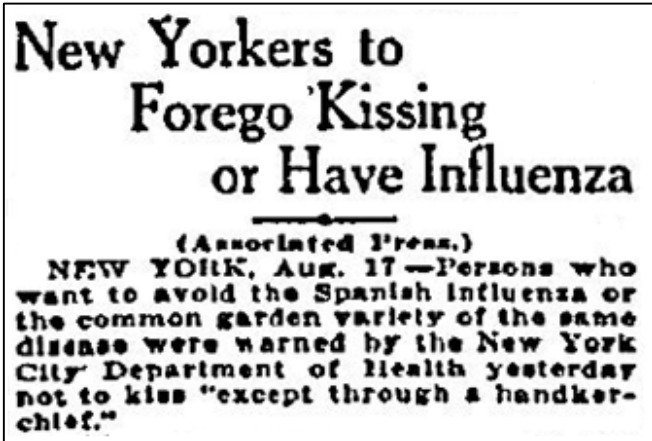 New Yorkers to
Forego Kissing
or Have Influenza
(Associated Press.)
NEW YORK, Aug. 17—Persons who
want to avoid the Spanish Influenza or
the common garden variety of the same
disease were warned by the New York
City Department of Health yesterday
not to kiss "except through a handker-
chief."